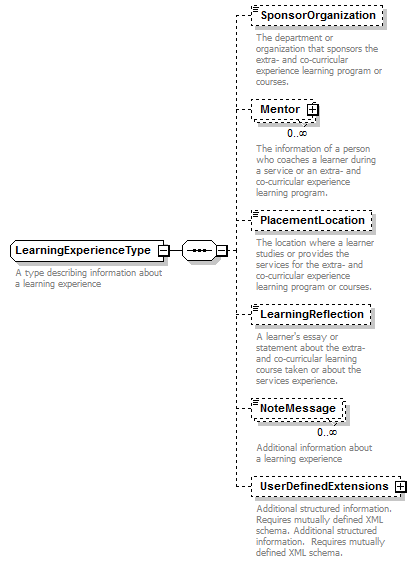 SponsorOrganization
The department or
organization that sponsors the
extra- and co-curricular
experience learning program or
courses.
Mentor
0..∞
The information of a person
who coaches a learner during
a service or an extra- and
co-curricular experience
learning program.
PlacementLocation
The location where a learner
studies or provides the
services for the extra- and
co-curricular experience
learning program or courses.
LearningExperienceType
A type describing information about
a learning experience
LearningReflection
A learner's essay or
statement about the extra-
and co-curricular learning
course taken or about the
services experience.
NoteMessage
0..∞
Additional information about
a learning experience
UserDefinedExtensions
Additional structured information.
Requires mutually defined XML
schema. Additional structured
information.  Requires mutually
defined XML schema.